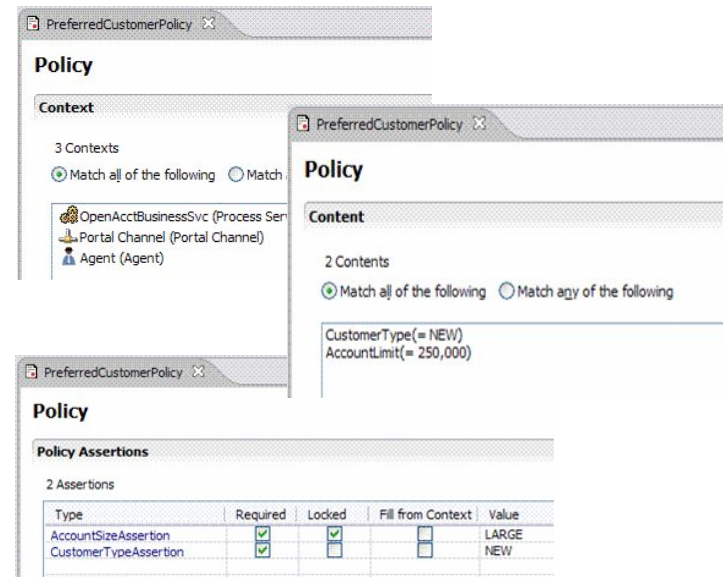 PreferredCustomerPolicy
Policy
Context
3 Contexts
Match all of the following Match
OpenAcctBusinessSvc (Process Ser
Portal Channel (Portal Channel)
Agent (Agent)
PreferredCustomerPolicy
Policy
Content
2 Contents
Match all of the following Match any of the following
CustomerType(= NEW)
AccountLimit(= 250,000)
PreferredCustomerPolicy
Policy
Policy Assertions
2 Assertions
Type Required Locked Fill from Context Value
AccountSizeAssertion LARGE
CustomerTypeAssertion NEW